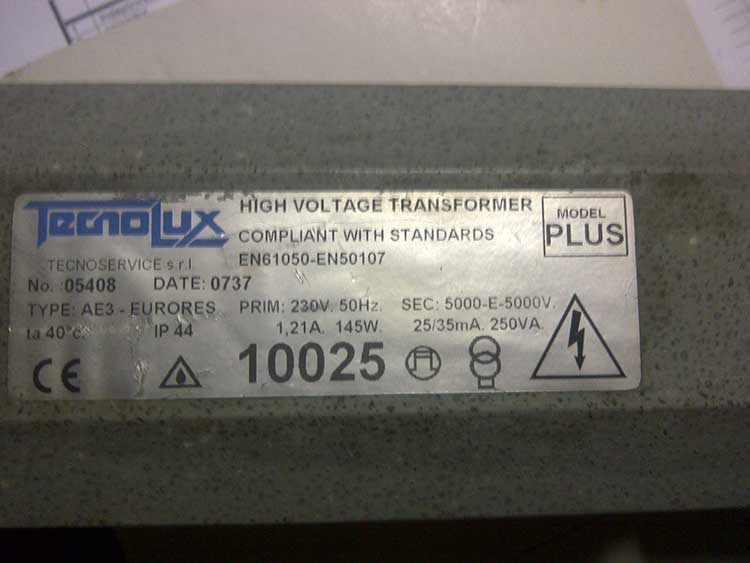 TECNOLUX
TECNOSERVICE s.r.l
No. 05408 DATE: 0737
TYPE: AE3 - EURORES
ta 40°c. IP 44
HIGH VOLTAGE TRANSFORMER
COMPLIANT WITH STANDARDS
EN61050-EN50107
MODEL
PLUS
PRIM: 230V. 50Hz. SEC: 5000-E-5000V.
1,21A. 145W. 25/35mA. 250VA.
CE
10025